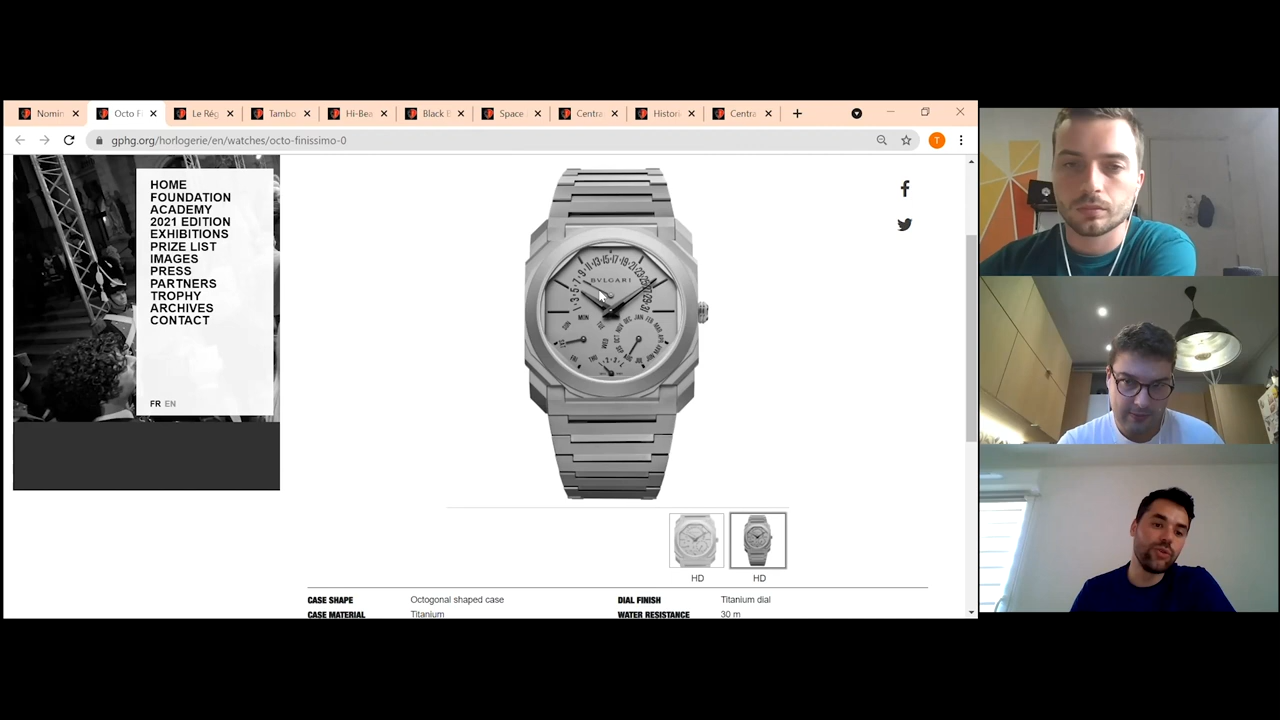 Nomin
Octo Fi
Le Rég
Tambo
Hi-Bea
Black B
Space
Centra
Histori
Centra
gphg.org/horlogerie/en/watches/octo-finissimo-0
T
HOME
FOUNDATION
ACADEMY
2021 EDITION
EXHIBITIONS
PRIZE LIST
IMAGES
PRESS
PARTNERS
TROPHY
ARCHIVES
CONTACT
FR EN
BVLGARI
HD
HD
CASE SHAPE Octogonal shaped case
DIAL FINISH Titanium dial
CASE MATERIAL Titanium
WATER RESISTANCE 30 m